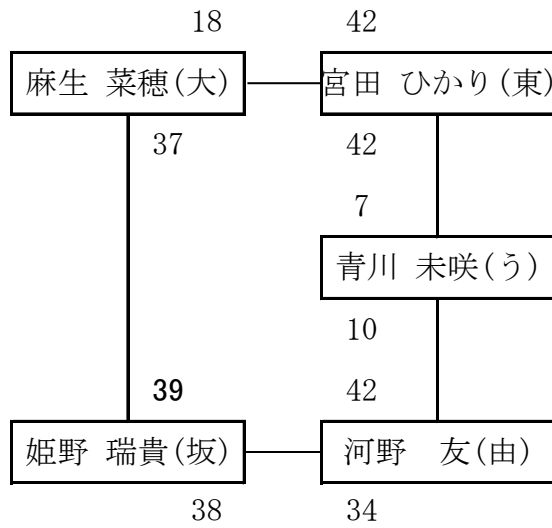 18 42
麻生 菜穂(大) 宮田 ひかり(東)
37 42
7
青川 未咲(う)
10
39 42
姫野 瑞貴(坂) 河野 友(由)
38 34